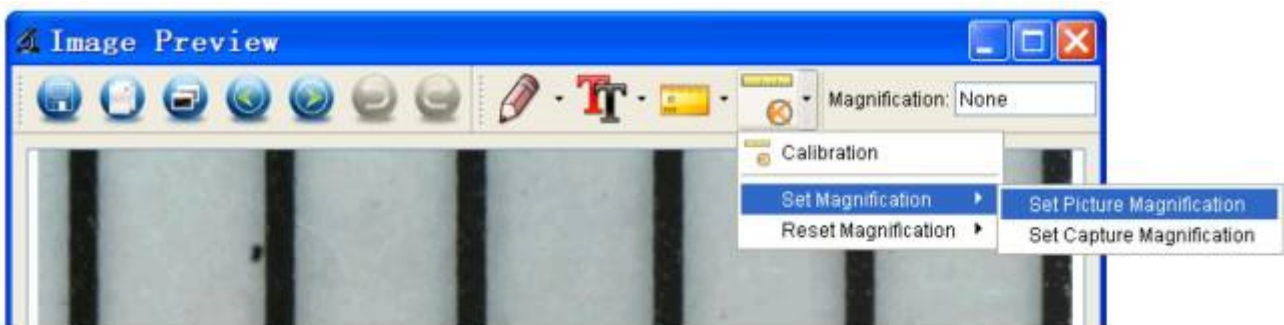 Image Preview
Magnification: None
Calibration
Set Magnification
Reset Magnification
Set Picture Magnification
Set Capture Magnification